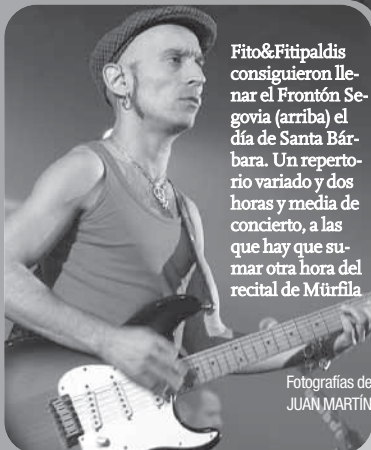 Fito&Fitipaldis
consiguieron lle-
nar el Frontón Se-
govia (arriba) el
día de Santa Bár-
bara. Un reperto-
rio variado y dos
horas y media de
concierto, a las
que hay que su-
mar otra hora del
recital de Mürfila
Fotografías de
JUAN MARTÍN